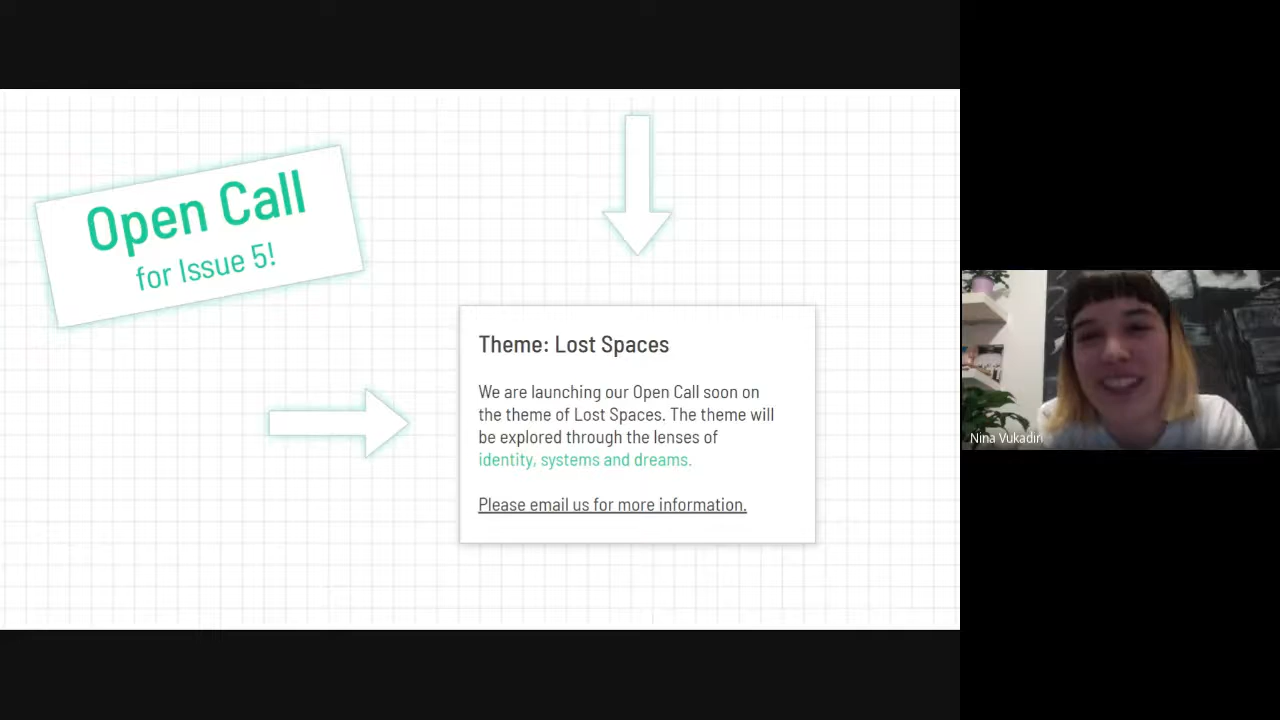 Open Call
for Issue 5!
Theme: Lost Spaces
We are launching our Open Call soon on
the theme of Lost Spaces. The theme will
be explored through the lenses of
identity, systems and dreams.
Please email us for more information.
Nina Vukadin